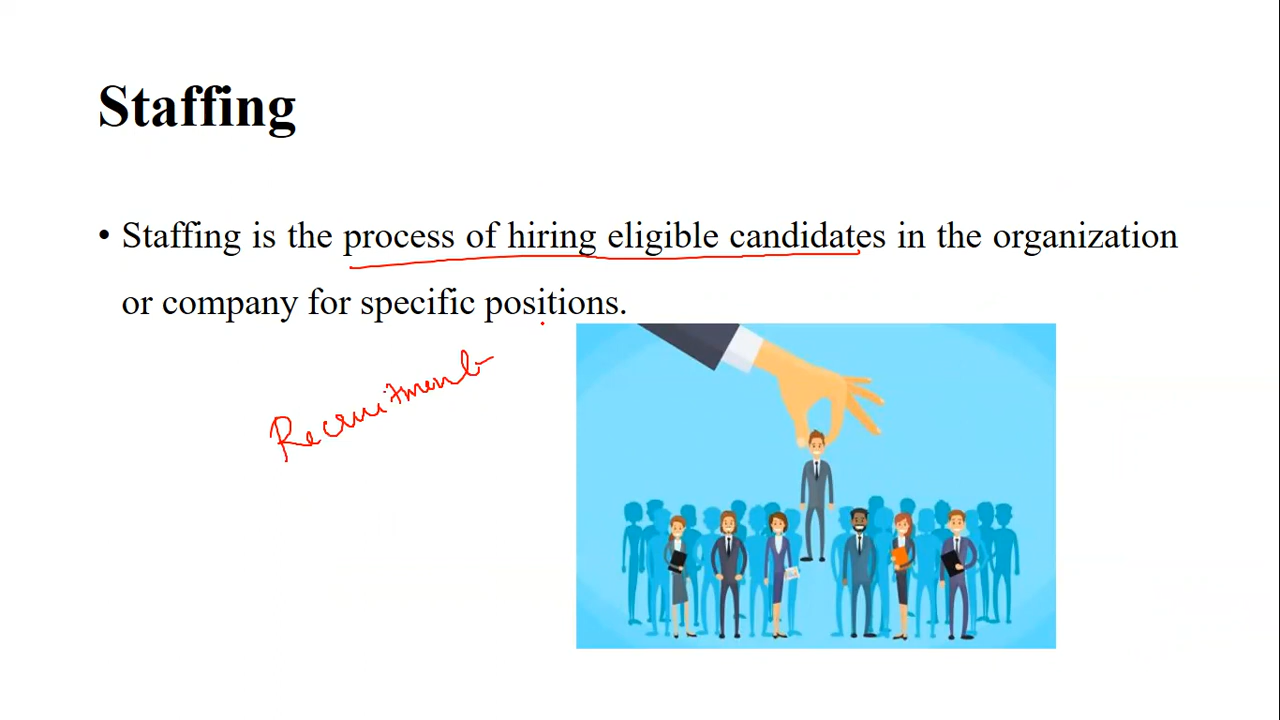 Staffing
• Staffing is the process of hiring eligible candidates in the organization
or company for specific positions.
Recruitment